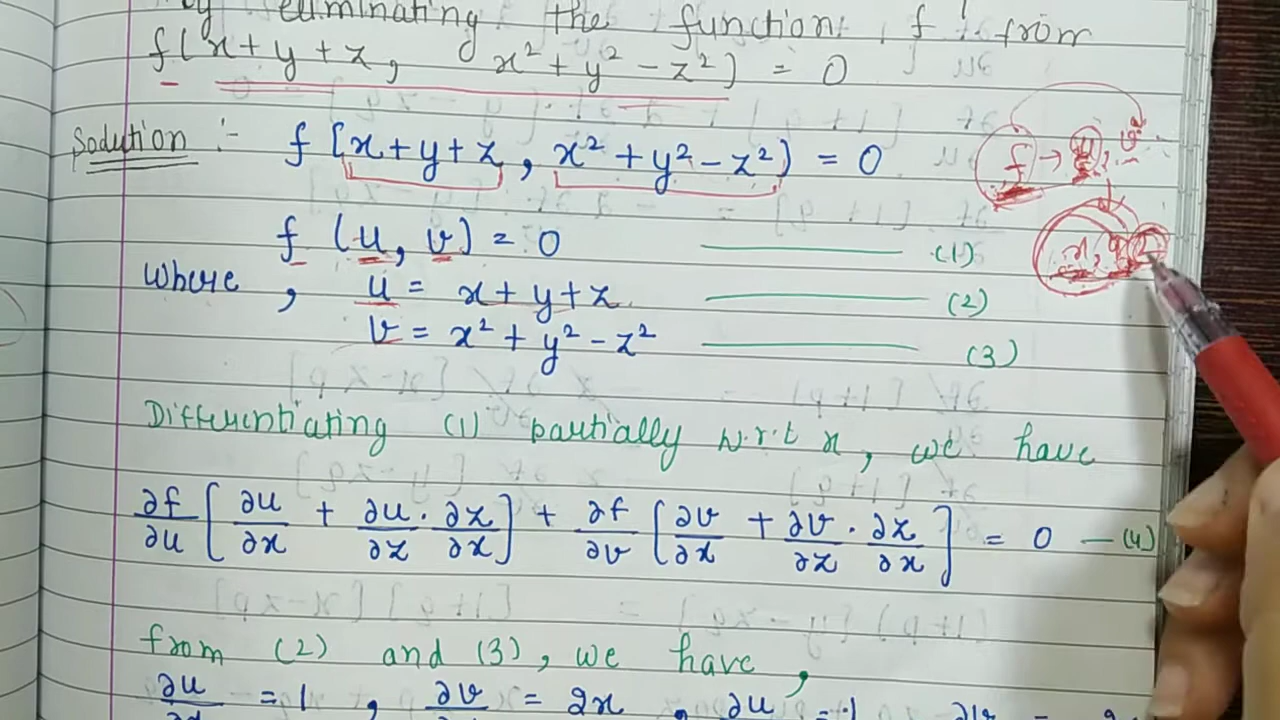 eliminating the function f from
f(x+y+z, x²+y²-z²) = 0
Solution :- f(x+y+z, x²+y²-z²) = 0
f → u, v
x, y, z
f (u, v) = 0 (1)
where, u = x+y+z (2)
v = x²+y²-z² (3)
Differentiating (1) partially w.r.t x, we have
∂f/∂u [∂u/∂x + ∂u/∂z · ∂z/∂x] + ∂f/∂v [∂v/∂x + ∂v/∂z · ∂z/∂x] = 0 — (4)
from (2) and (3), we have,
∂u = 1, ∂v = 2x, ∂u = 1 ∂v =